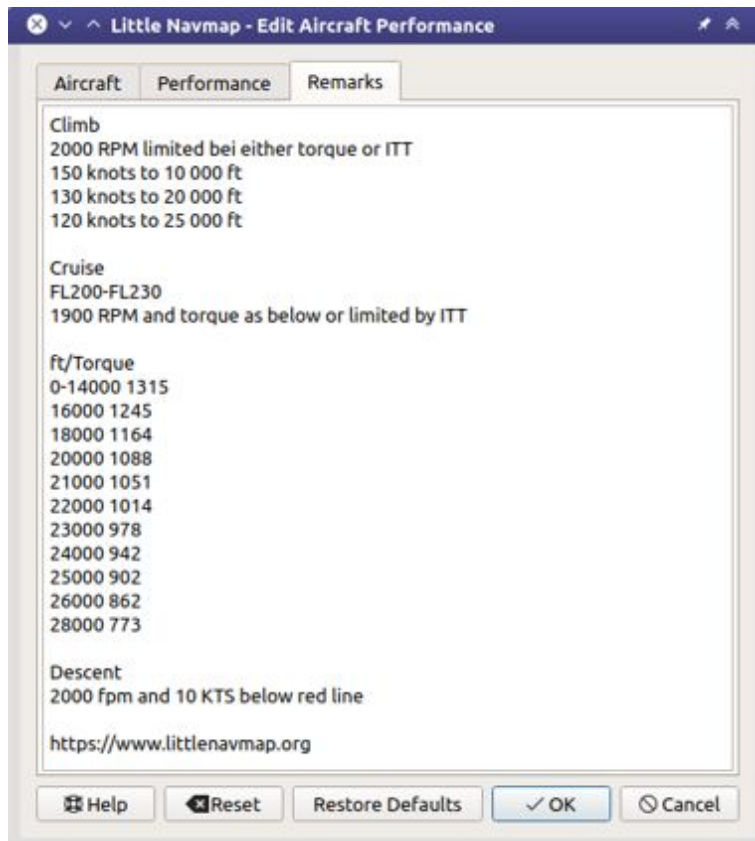 Little Navmap - Edit Aircraft Performance
Aircraft Performance Remarks
Climb
2000 RPM limited bei either torque or ITT
150 knots to 10 000 ft
130 knots to 20 000 ft
120 knots to 25 000 ft
Cruise
FL200-FL230
1900 RPM and torque as below or limited by ITT
ft/Torque
0-14000 1315
16000 1245
18000 1164
20000 1088
21000 1051
22000 1014
23000 978
24000 942
25000 902
26000 862
28000 773
Descent
2000 fpm and 10 KTS below red line
https://www.littlenavmap.org
Help Reset Restore Defaults OK Cancel